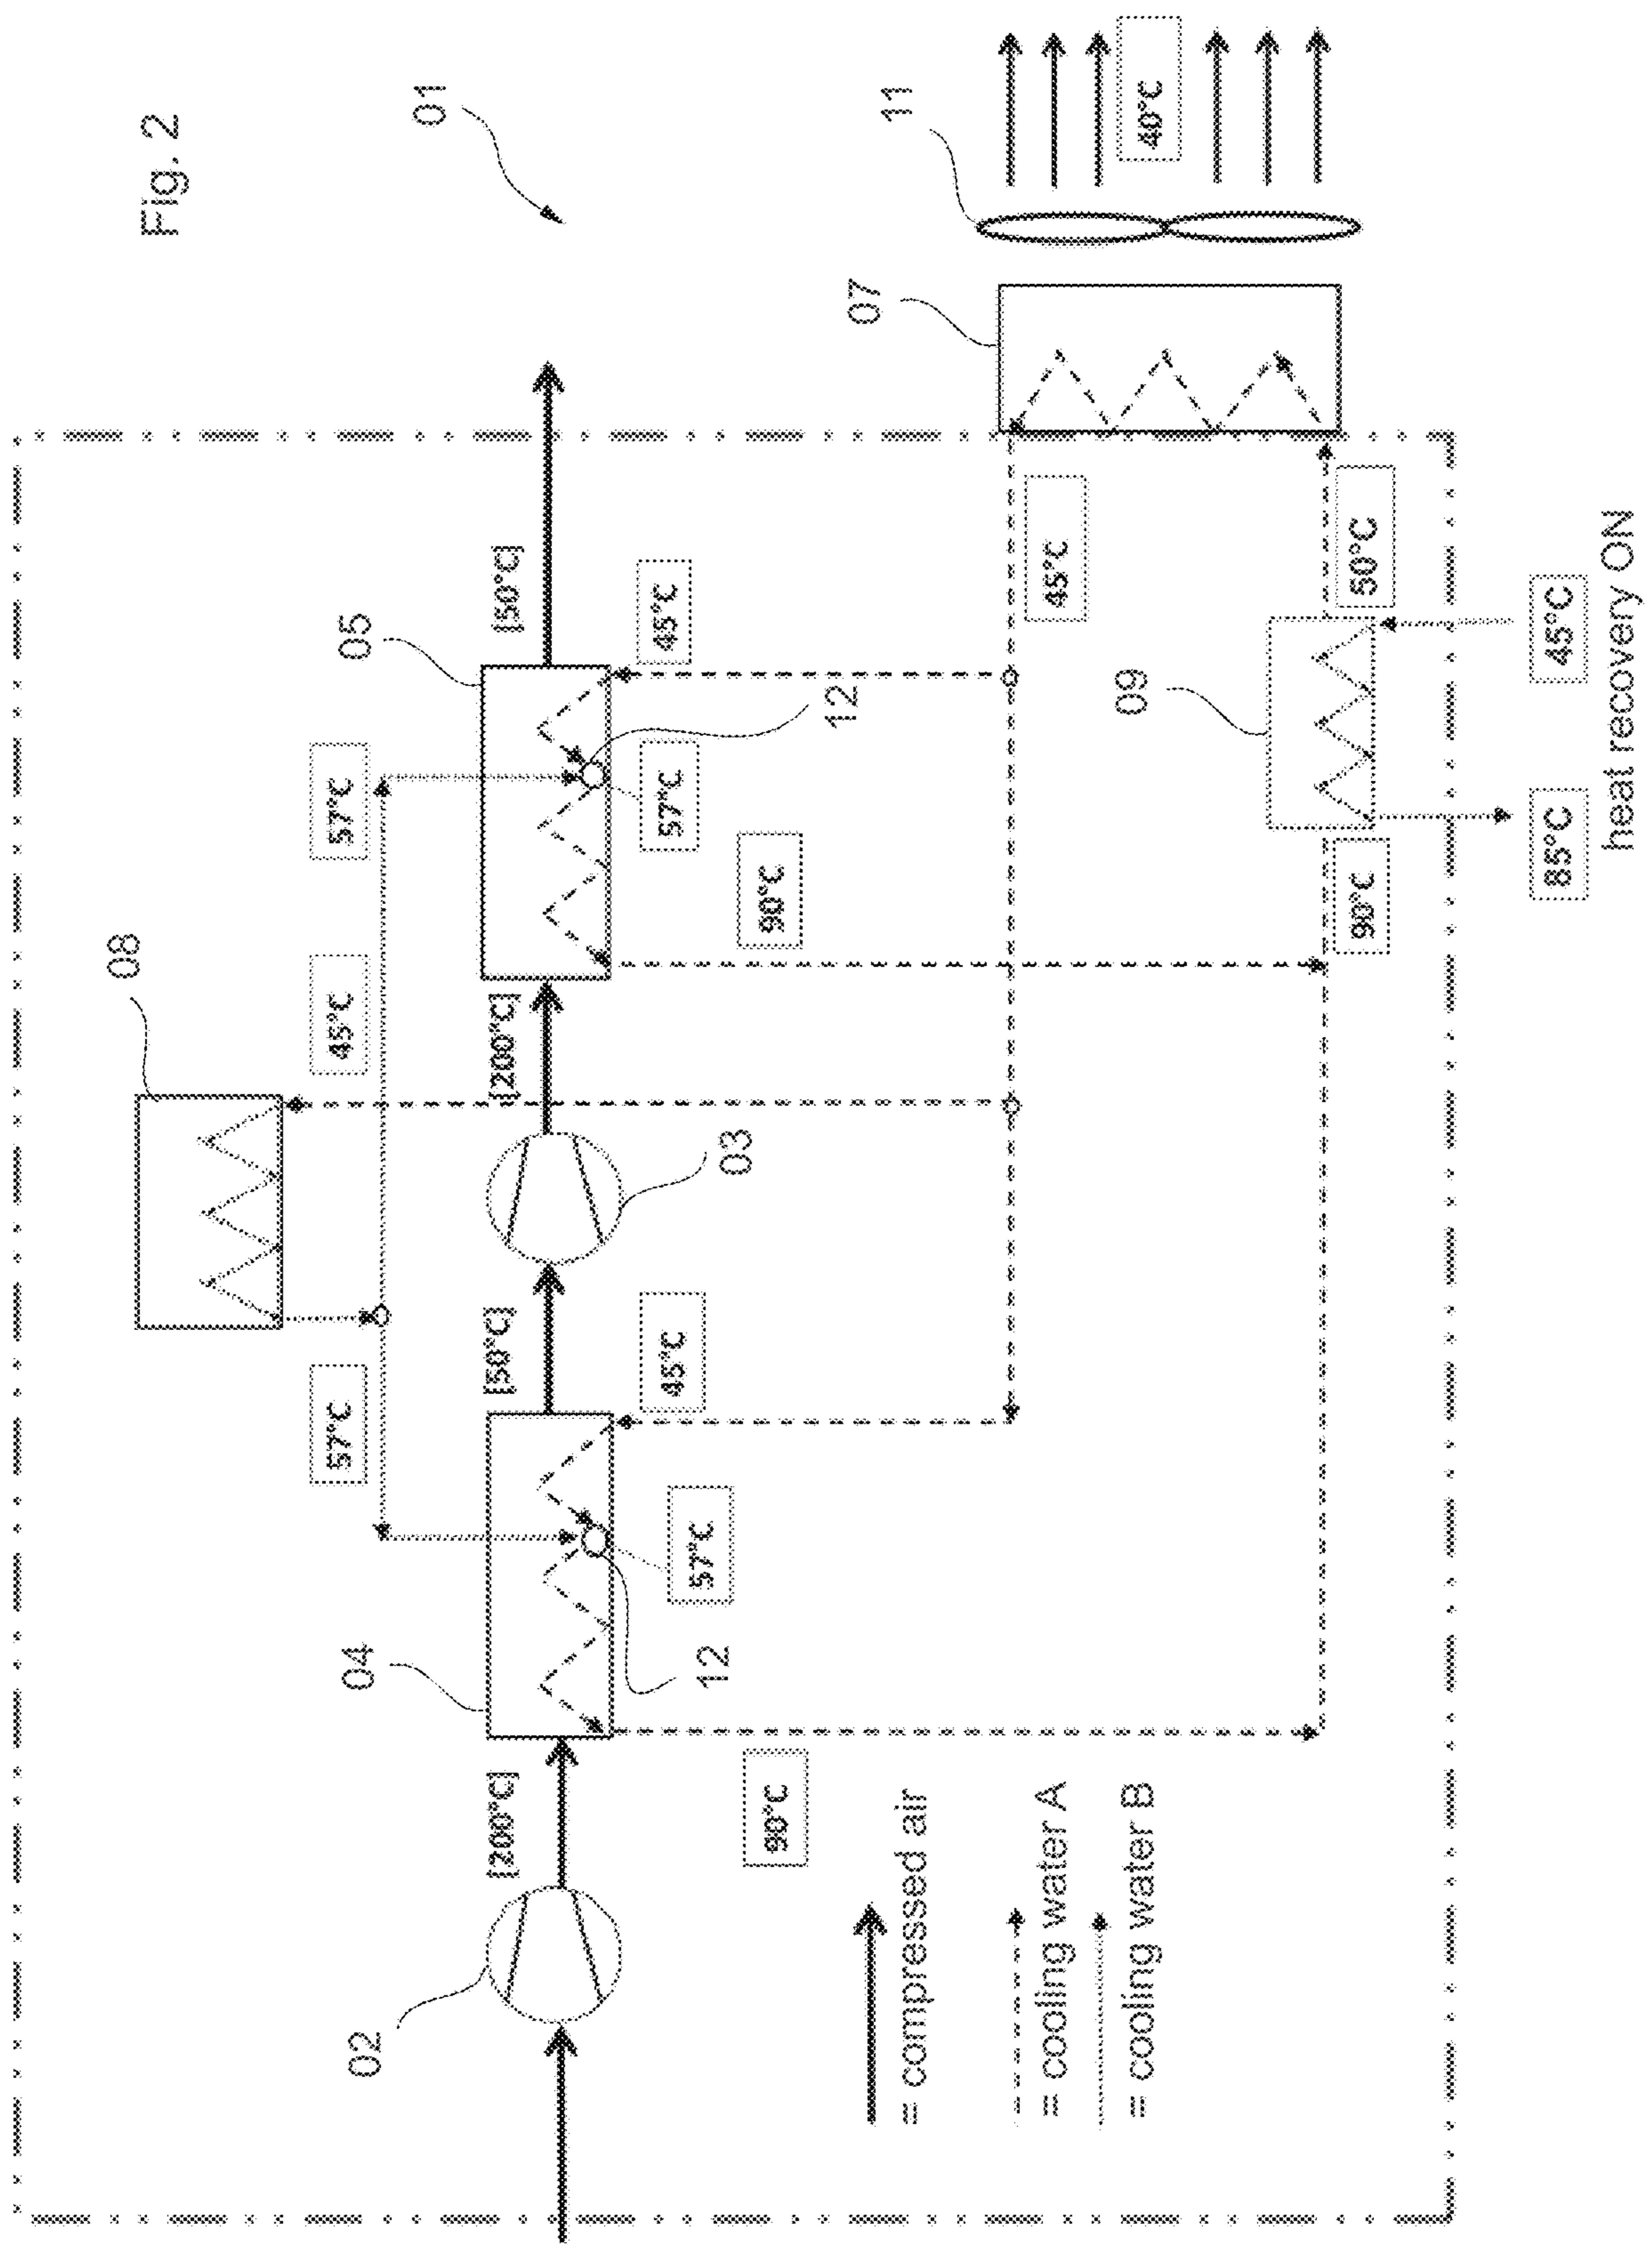 Fig. 2
08
57°C
45°C
57°C
02
04
05
01
[200°C]
[50°C]
[200°C]
[50°C]
45°C
45°C
57°C
57°C
12
03
12
90°C
90°C
07
11
= compressed air
= cooling water A
45°C
= cooling water B
09
40°C
90°C
50°C
85°C
45°C
heat recovery ON